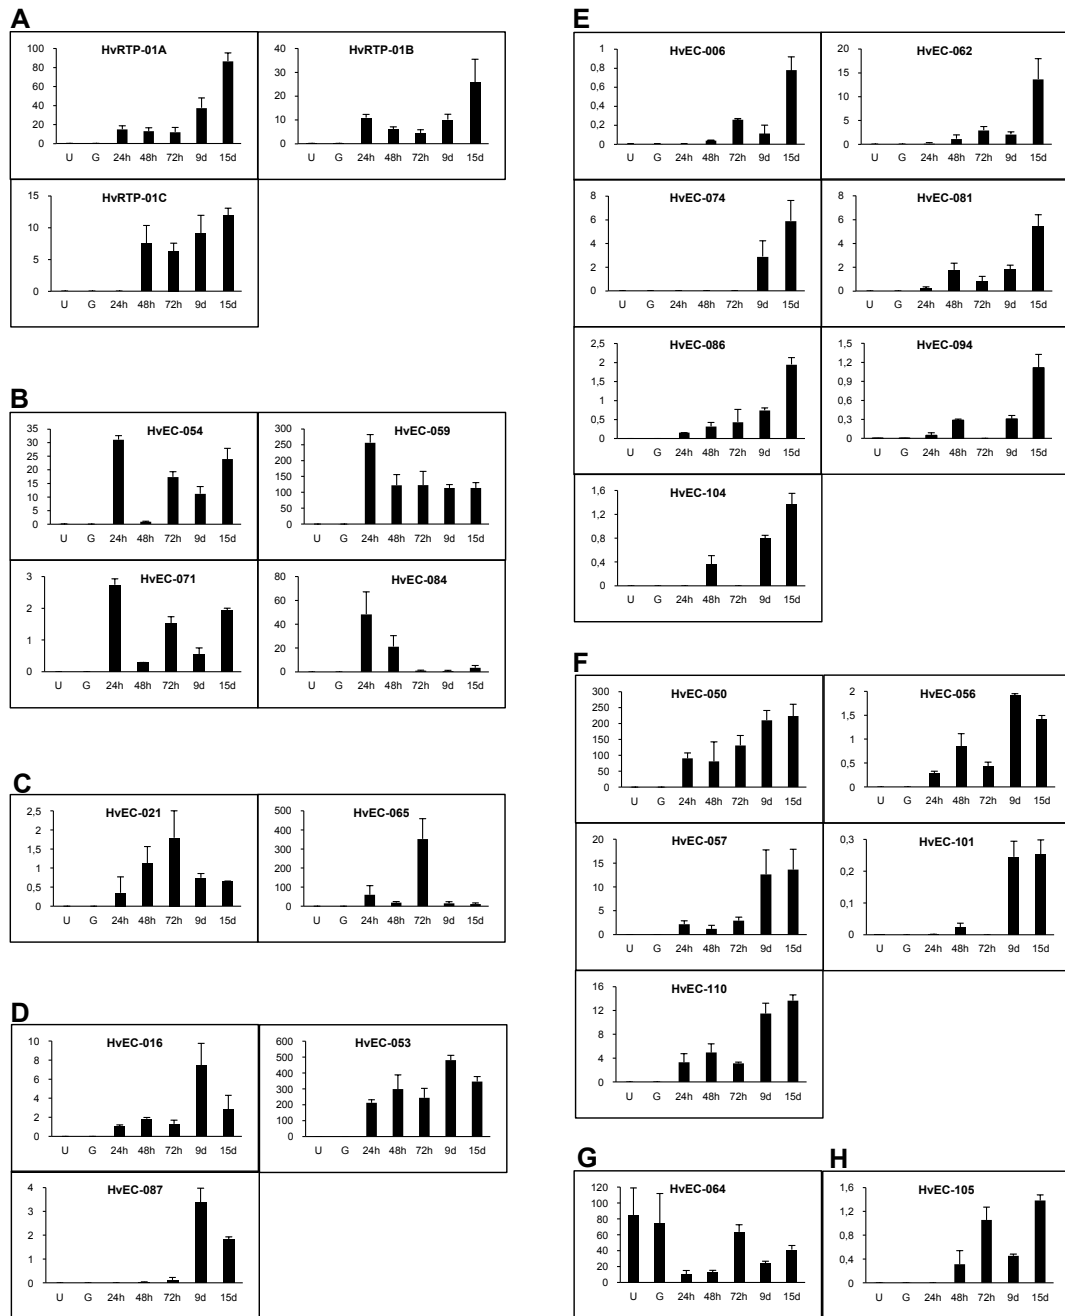 A
HvRTP-01A
100
80
60
40
20
0
U G 24h 48h 72h 9d 15d
HvRTP-01B
40
30
20
10
0
U G 24h 48h 72h 9d 15d
HvRTP-01C
15
10
5
0
U G 24h 48h 72h 9d 15d
B
HvEC-054
35
30
25
20
15
10
5
0
U G 24h 48h 72h 9d 15d
HvEC-059
300
250
200
150
100
50
0
U G 24h 48h 72h 9d 15d
HvEC-071
3
2
1
0
U G 24h 48h 72h 9d 15d
HvEC-084
80
60
40
20
0
U G 24h 48h 72h 9d 15d
C
HvEC-021
2,5
2
1,5
1
0,5
0
U G 24h 48h 72h 9d 15d
HvEC-065
500
400
300
200
100
0
U G 24h 48h 72h 9d 15d
D
HvEC-016
10
8
6
4
2
0
U G 24h 48h 72h 9d 15d
HvEC-053
600
500
400
300
200
100
0
U G 24h 48h 72h 9d 15d
HvEC-087
4
3
2
1
0
U G 24h 48h 72h 9d 15d
E
HvEC-006
1
0,8
0,6
0,4
0,2
0
U G 24h 48h 72h 9d 15d
HvEC-062
20
15
10
5
0
U G 24h 48h 72h 9d 15d
HvEC-074
8
6
4
2
0
U G 24h 48h 72h 9d 15d
HvEC-081
8
6
4
2
0
U G 24h 48h 72h 9d 15d
HvEC-086
2,5
2
1,5
1
0,5
0
U G 24h 48h 72h 9d 15d
HvEC-094
1,5
1,2
0,9
0,6
0,3
0
U G 24h 48h 72h 9d 15d
HvEC-104
1,6
1,2
0,8
0,4
0
U G 24h 48h 72h 9d 15d
F
HvEC-050
300
250
200
150
100
50
0
U G 24h 48h 72h 9d 15d
HvEC-056
2
1,5
1
0,5
0
U G 24h 48h 72h 9d 15d
HvEC-057
20
15
10
5
0
U G 24h 48h 72h 9d 15d
HvEC-101
0,3
0,2
0,1
0
U G 24h 48h 72h 9d 15d
HvEC-110
16
12
8
4
0
U G 24h 48h 72h 9d 15d
G
HvEC-064
120
100
80
60
40
20
0
U G 24h 48h 72h 9d 15d
H
HvEC-105
1,6
1,2
0,8
0,4
0
U G 24h 48h 72h 9d 15d